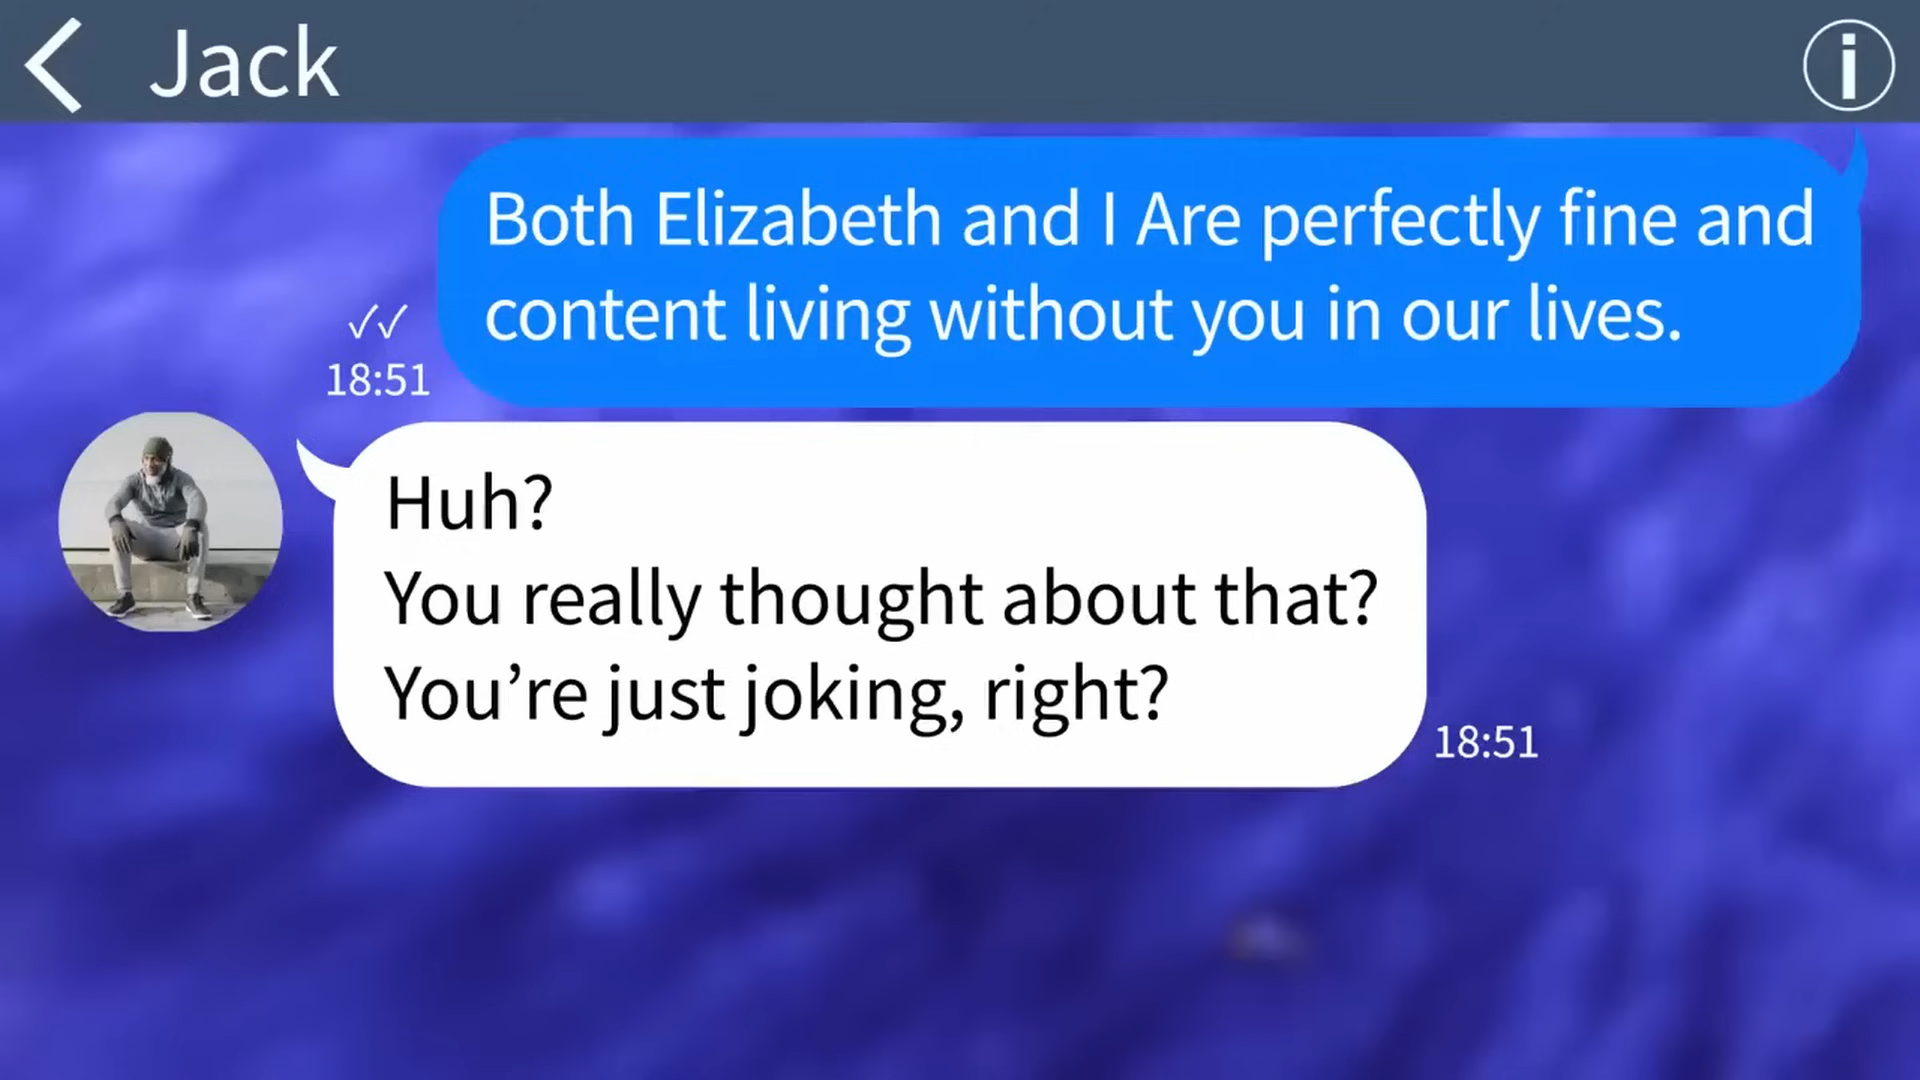 Jack
Both Elizabeth and I Are perfectly fine and
content living without you in our lives.
18:51
Huh?
You really thought about that?
You’re just joking, right?
18:51